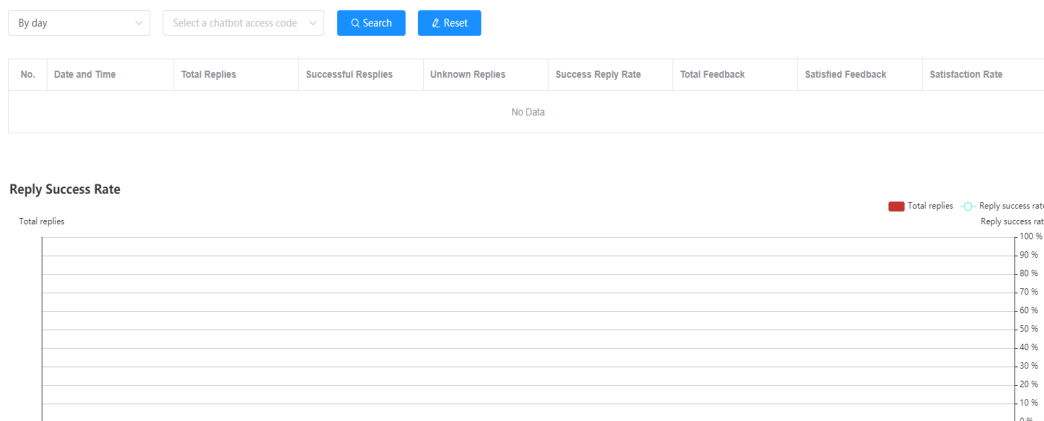 By day Select a chatbot access code Search Reset
No. Date and Time Total Replies Successful Resplies Unknown Replies Success Reply Rate Total Feedback Satisfied Feedback Satisfaction Rate
No Data
Reply Success Rate
Total replies Reply success rate
Total replies Reply success rat
100 %
90 %
80 %
70 %
60 %
50 %
40 %
30 %
20 %
10 %
0 %